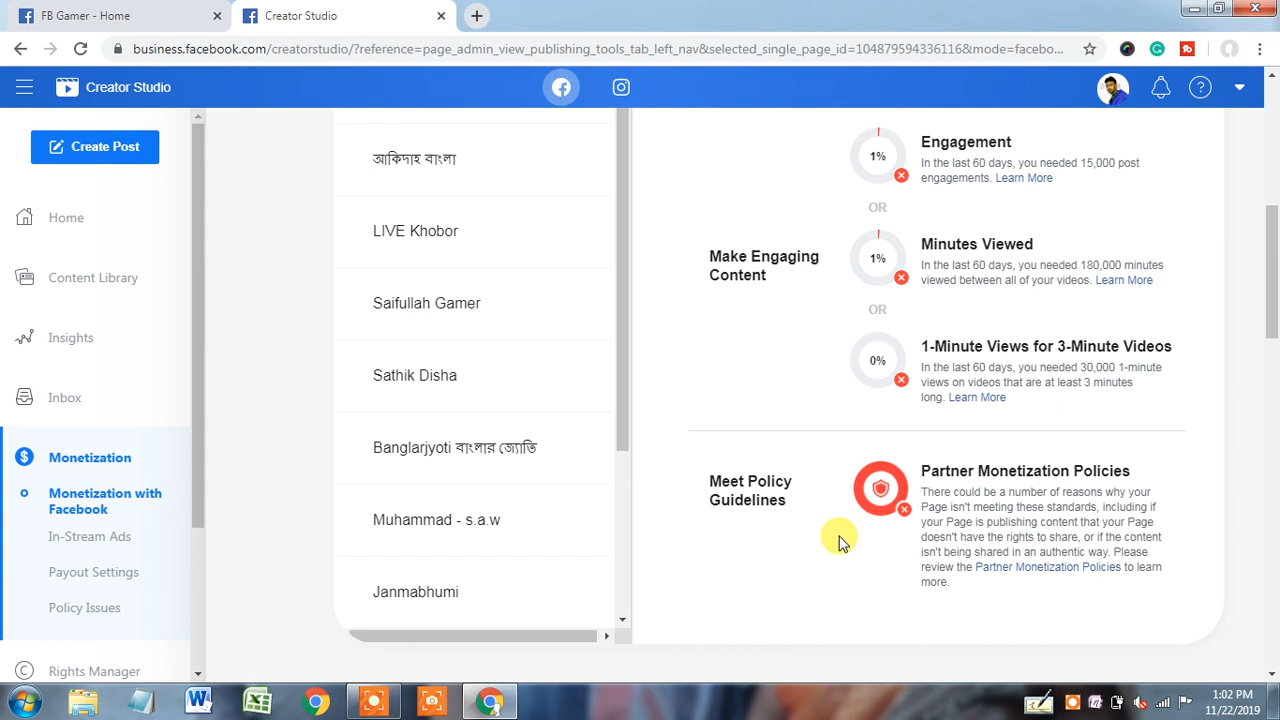 FB Gamer - Home
Creator Studio
business.facebook.com/creatorstudio/?reference=page_admin_view_publishing_tools_tab_left_nav&selected_single_page_id=104879594336116&mode=facebo...
Creator Studio
Create Post
Home
Content Library
Insights
Inbox
Monetization
Monetization with
Facebook
In-Stream Ads
Payout Settings
Policy Issues
Rights Manager
আকিদাহ বাংলা
LIVE Khobor
Saifullah Gamer
Sathik Disha
Banglarjyoti বাংলার জ্যোতি
Muhammad - s.a.w
Janmabhumi
Make Engaging
Content
1%
Engagement
In the last 60 days, you needed 15,000 post
engagements. Learn More
OR
1%
Minutes Viewed
In the last 60 days, you needed 180,000 minutes
viewed between all of your videos. Learn More
OR
0%
1-Minute Views for 3-Minute Videos
In the last 60 days, you needed 30,000 1-minute
views on videos that are at least 3 minutes
long. Learn More
Meet Policy
Guidelines
Partner Monetization Policies
There could be a number of reasons why your
Page isn't meeting these standards, including if
your Page is publishing content that your Page
doesn't have the rights to share, or if the content
isn't being shared in an authentic way. Please
review the Partner Monetization Policies to learn
more.
1:02 PM
11/22/2019